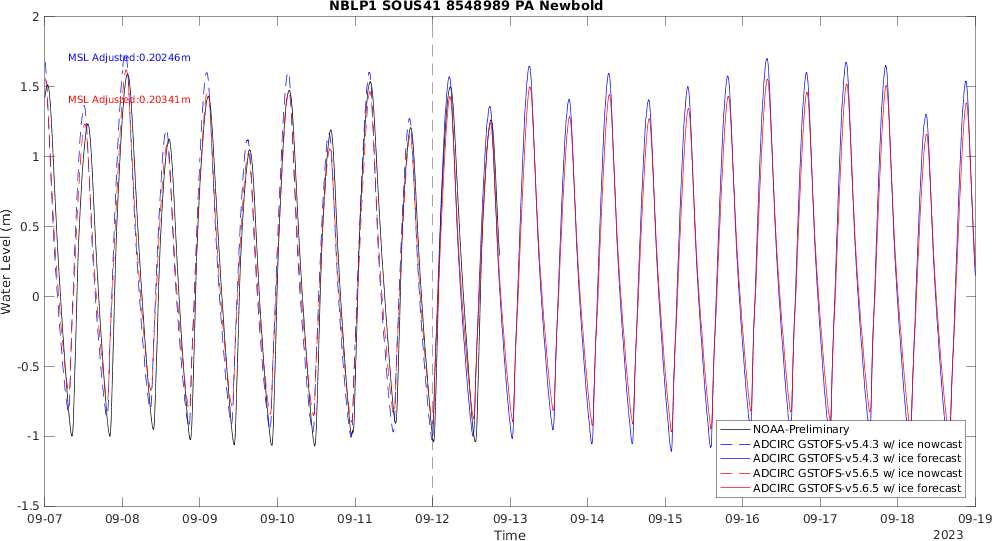 NBLP1 SOUS41 8548989 PA Newbold
2
MSL Adjusted:0.20246m
1.5
MSL Adjusted:0.20341m
1
0.5
0
-0.5
-1
-1.5
Water Level (m)
NOAA-Preliminary
ADCIRC GSTOFS-v5.4.3 w/ ice nowcast
ADCIRC GSTOFS-v5.4.3 w/ ice forecast
ADCIRC GSTOFS-v5.6.5 w/ ice nowcast
ADCIRC GSTOFS-v5.6.5 w/ ice forecast
09-07 09-08 09-09 09-10 09-11 09-12 09-13 09-14 09-15 09-16 09-17 09-18 09-19
Time
2023